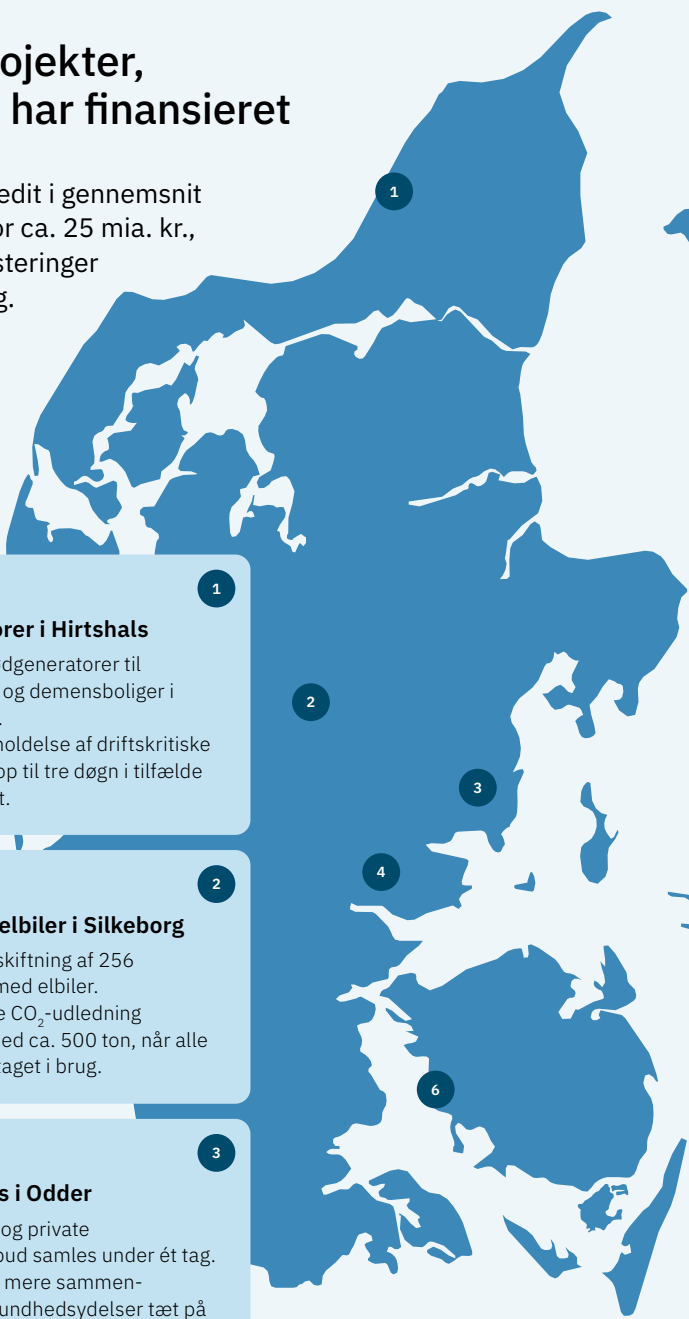 ojekter,
har finansieret
edit i gennemsnit
or ca. 25 mia. kr.,
steringer
g.
1
1
orer i Hirtshals
ødgeneratorer til
og demensboliger i
.
holdelse af driftskritiske
op til tre døgn i tilfælde
t.
2
3
4
2
elbiler i Silkeborg
skiftning af 256
med elbiler.
e CO₂-udledning
ed ca. 500 ton, når alle
taget i brug.
6
3
s i Odder
og private
bud samles under ét tag.
mere sammen-
undhedsydelser tæt på